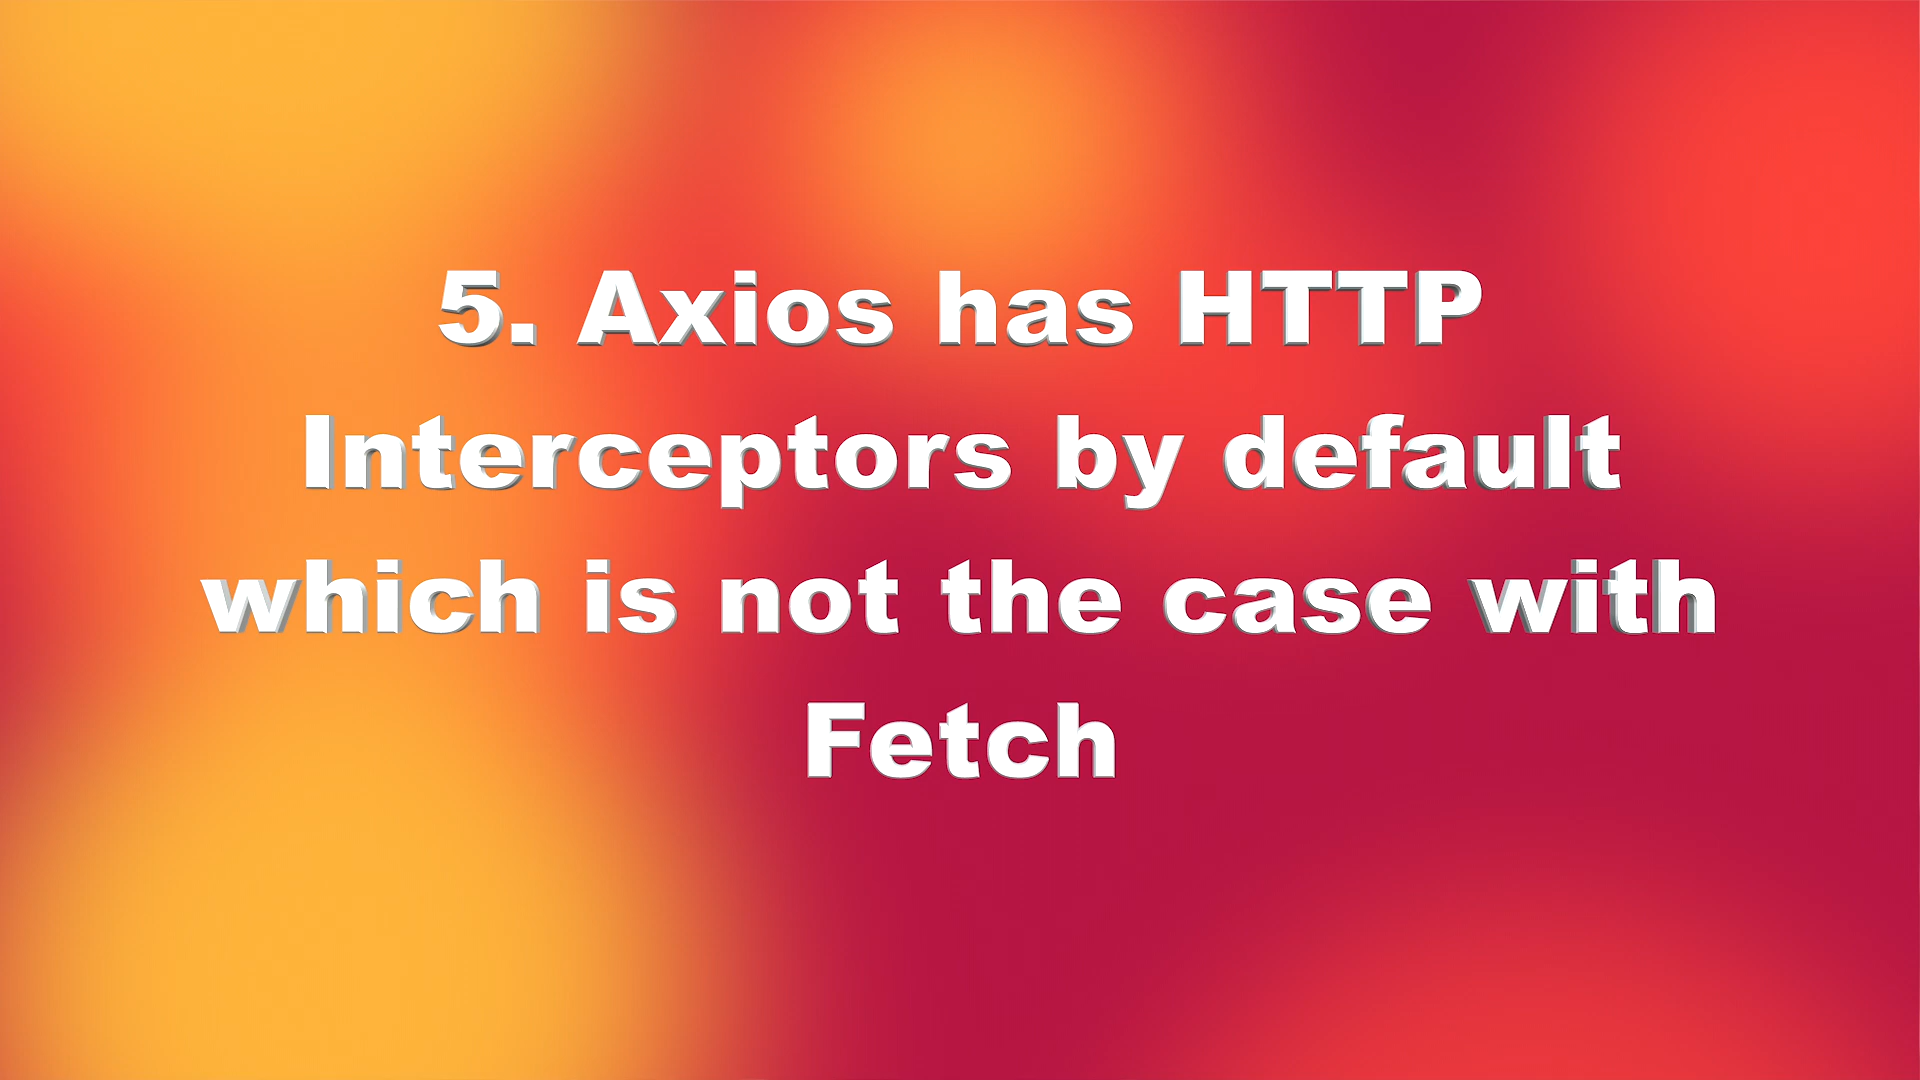 5. Axios has HTTP
Interceptors by default
which is not the case with
Fetch